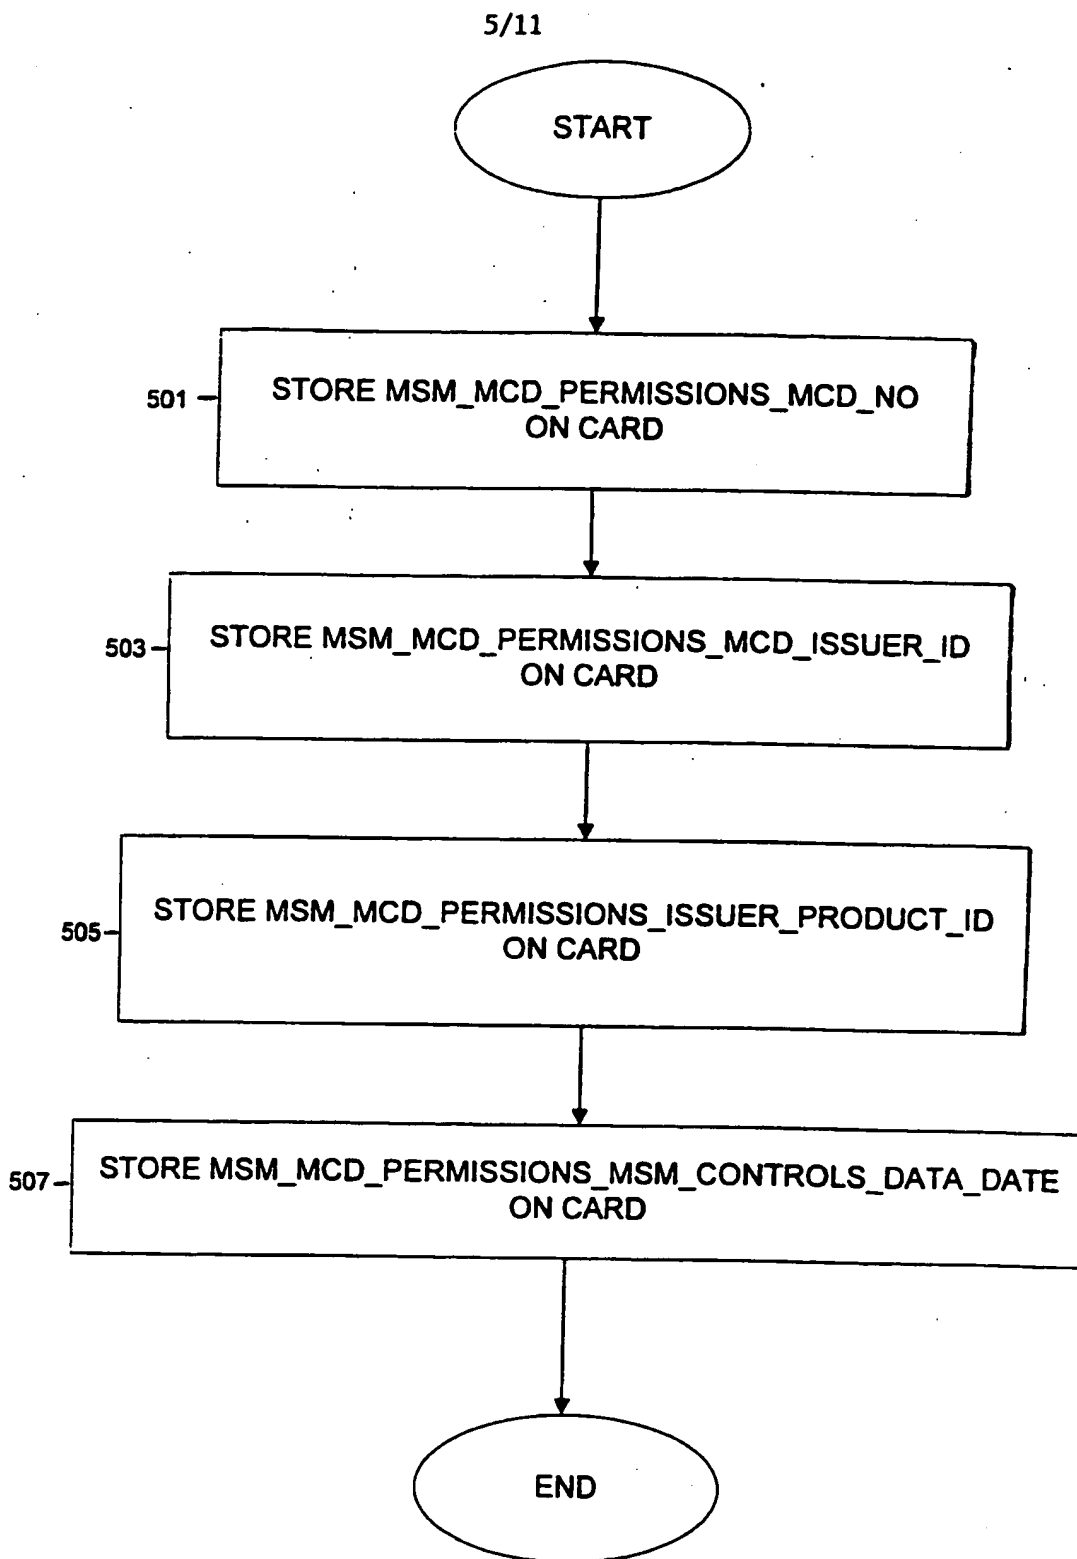 5/11
START
501
STORE MSM_MCD_PERMISSIONS_MCD_NO
ON CARD
503
STORE MSM_MCD_PERMISSIONS_MCD_ISSUER_ID
ON CARD
505
STORE MSM_MCD_PERMISSIONS_ISSUER_PRODUCT_ID
ON CARD
507
STORE MSM_MCD_PERMISSIONS_MSM_CONTROLS_DATA_DATE
ON CARD
END